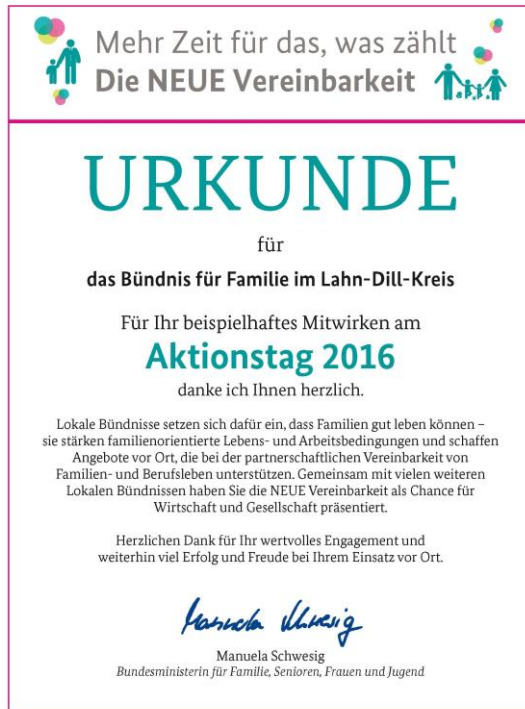 Mehr Zeit für das, was zählt
Die NEUE Vereinbarkeit
URKUNDE
für
das Bündnis für Familie im Lahn-Dill-Kreis
Für Ihr beispielhaftes Mitwirken am
Aktionstag 2016
danke ich Ihnen herzlich.
Lokale Bündnisse setzen sich dafür ein, dass Familien gut leben können –
sie stärken familienorientierte Lebens- und Arbeitsbedingungen und schaffen
Angebote vor Ort, die bei der partnerschaftlichen Vereinbarkeit von
Familien- und Berufsleben unterstützen. Gemeinsam mit vielen weiteren
Lokalen Bündnissen haben Sie die NEUE Vereinbarkeit als Chance für
Wirtschaft und Gesellschaft präsentiert.
Herzlichen Dank für Ihr wertvolles Engagement und
weiterhin viel Erfolg und Freude bei Ihrem Einsatz vor Ort.
Manuela Schwesig
Manuela Schwesig
Bundesministerin für Familie, Senioren, Frauen und Jugend